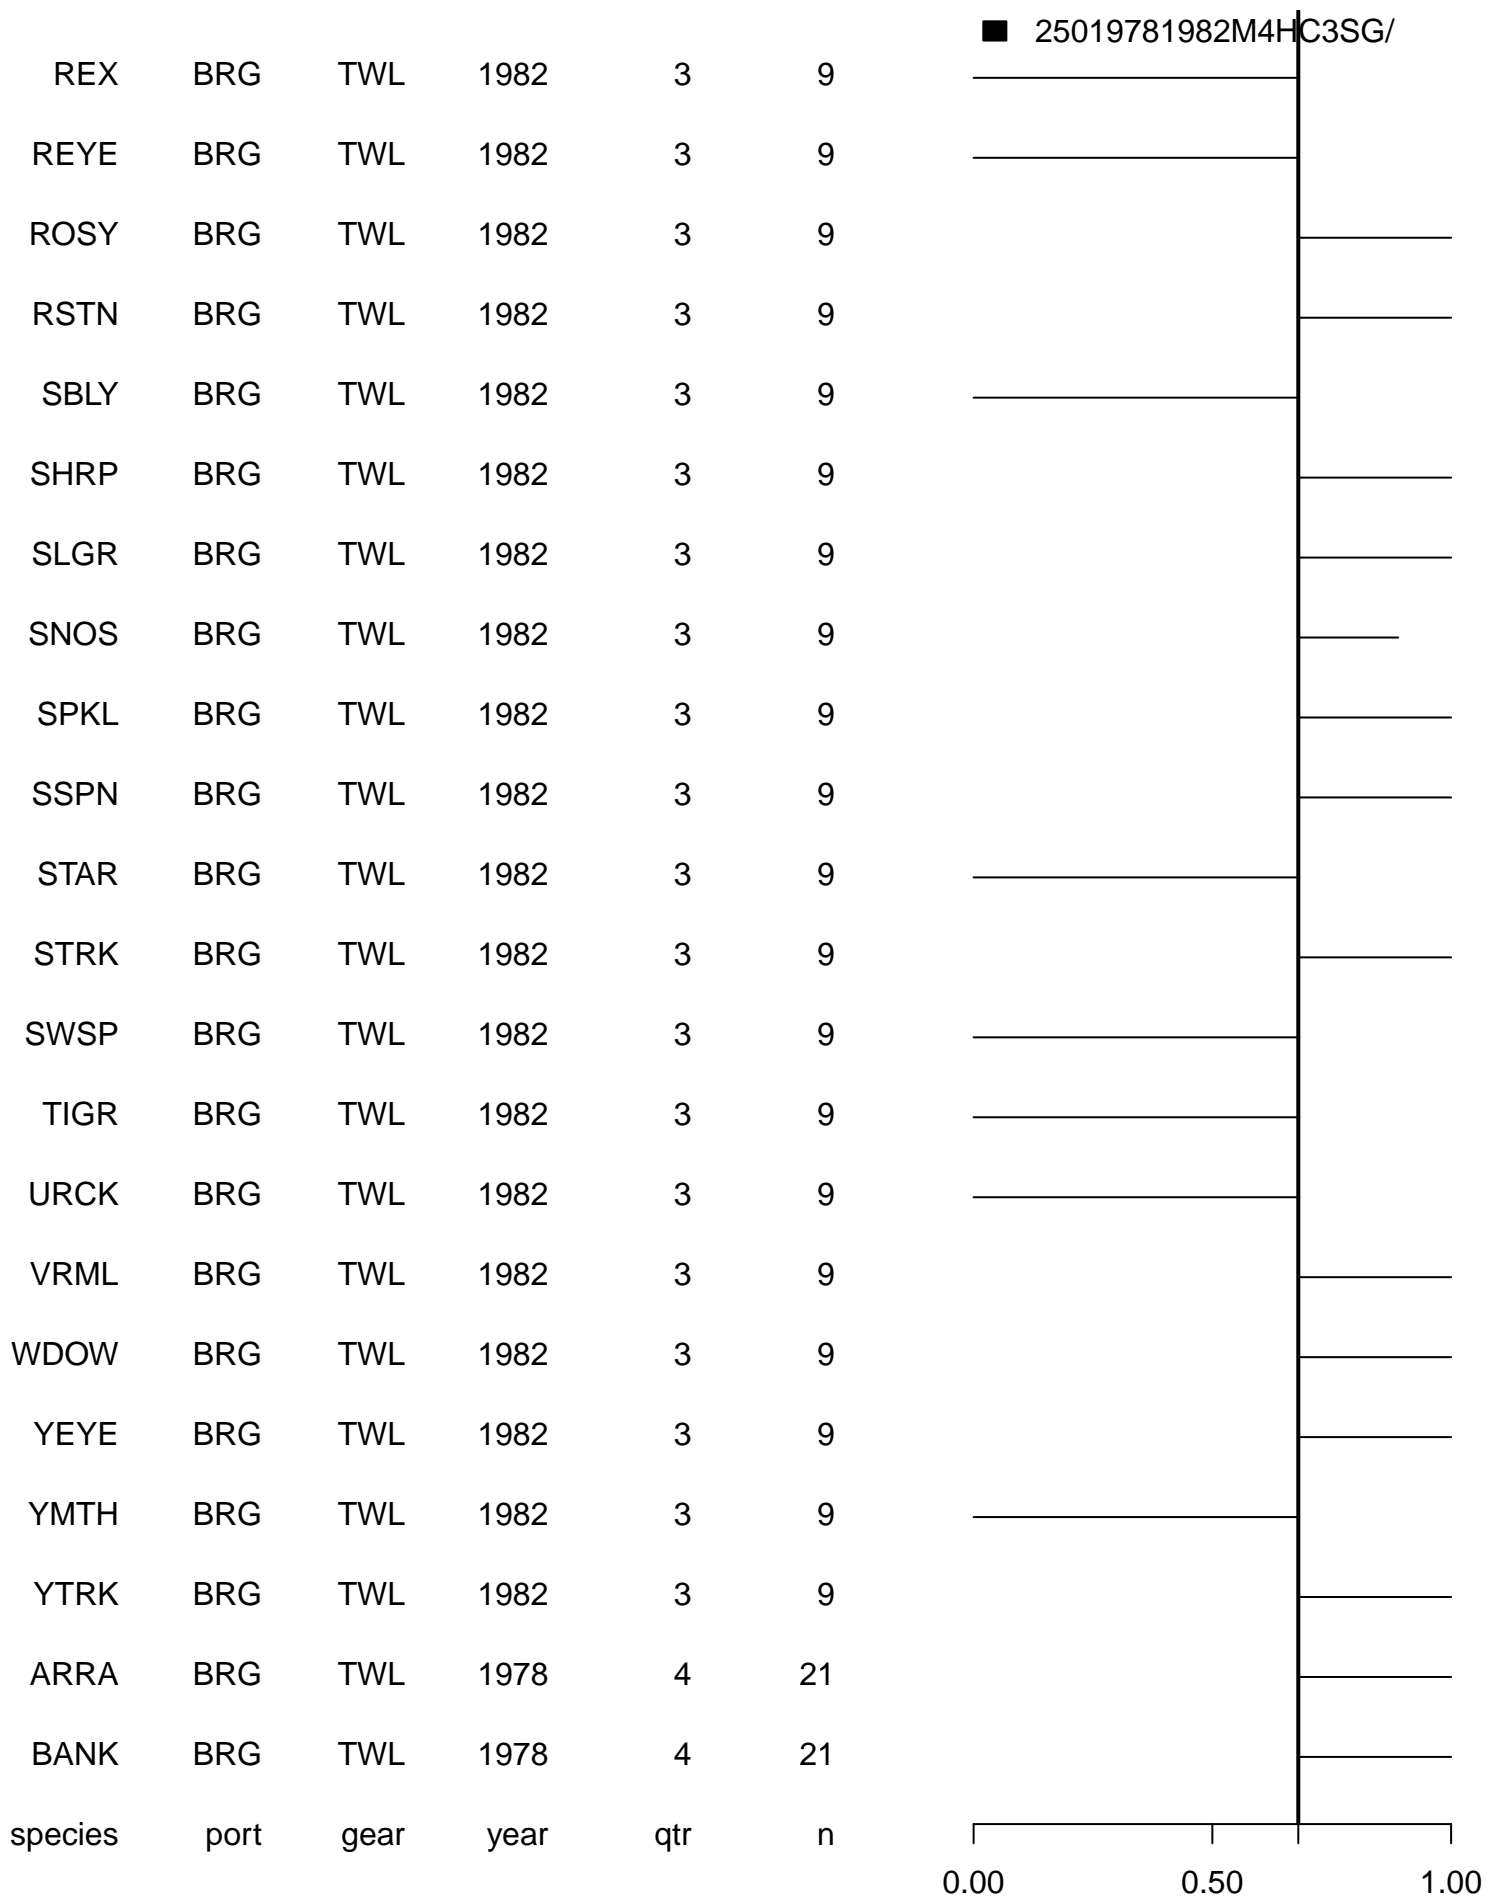 25019781982M4HC3SG/
REX BRG TWL 1982 3 9
REYE BRG TWL 1982 3 9
ROSY BRG TWL 1982 3 9
RSTN BRG TWL 1982 3 9
SBLY BRG TWL 1982 3 9
SHRP BRG TWL 1982 3 9
SLGR BRG TWL 1982 3 9
SNOS BRG TWL 1982 3 9
SPKL BRG TWL 1982 3 9
SSPN BRG TWL 1982 3 9
STAR BRG TWL 1982 3 9
STRK BRG TWL 1982 3 9
SWSP BRG TWL 1982 3 9
TIGR BRG TWL 1982 3 9
URCK BRG TWL 1982 3 9
VRML BRG TWL 1982 3 9
WDOW BRG TWL 1982 3 9
YEYE BRG TWL 1982 3 9
YMTH BRG TWL 1982 3 9
YTRK BRG TWL 1982 3 9
ARRA BRG TWL 1978 4 21
BANK BRG TWL 1978 4 21
species port gear year qtr n
0.00 0.50 1.00